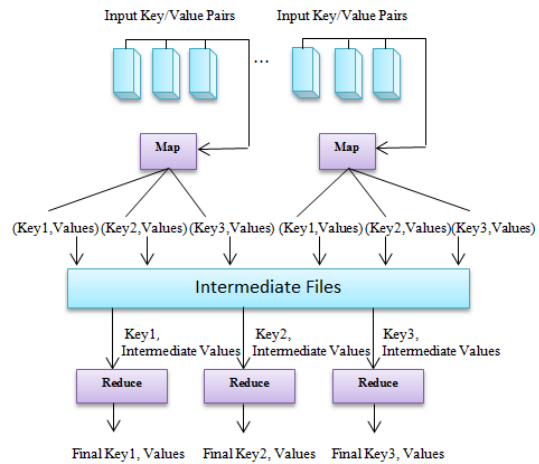 Input Key/Value Pairs
Input Key/Value Pairs
...
Map
Map
(Key1,Values)
(Key2,Values)
(Key3,Values)
(Key1,Values)
(Key2,Values)
(Key3,Values)
Intermediate Files
Key1,
Intermediate Values
Key2,
Intermediate Values
Key3,
Intermediate Values
Reduce
Reduce
Reduce
Final Key1, Values
Final Key2, Values
Final Key3, Values